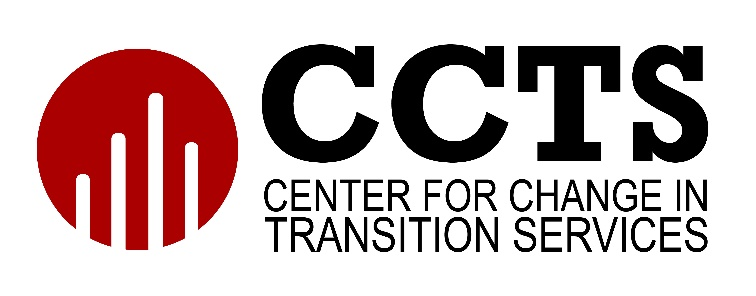 CCTS
CENTER FOR CHANGE IN
TRANSITION SERVICES